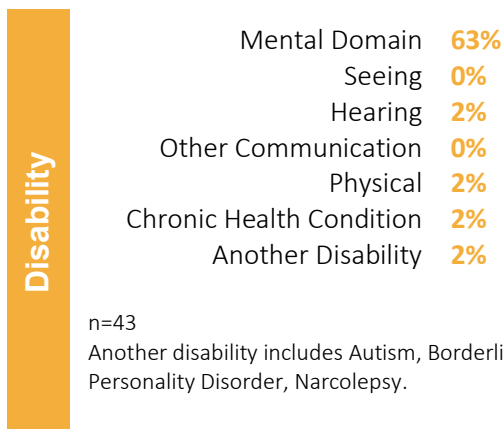 Disability
Mental Domain 63%
Seeing 0%
Hearing 2%
Other Communication 0%
Physical 2%
Chronic Health Condition 2%
Another Disability 2%
n=43
Another disability includes Autism, Borderli
Personality Disorder, Narcolepsy.